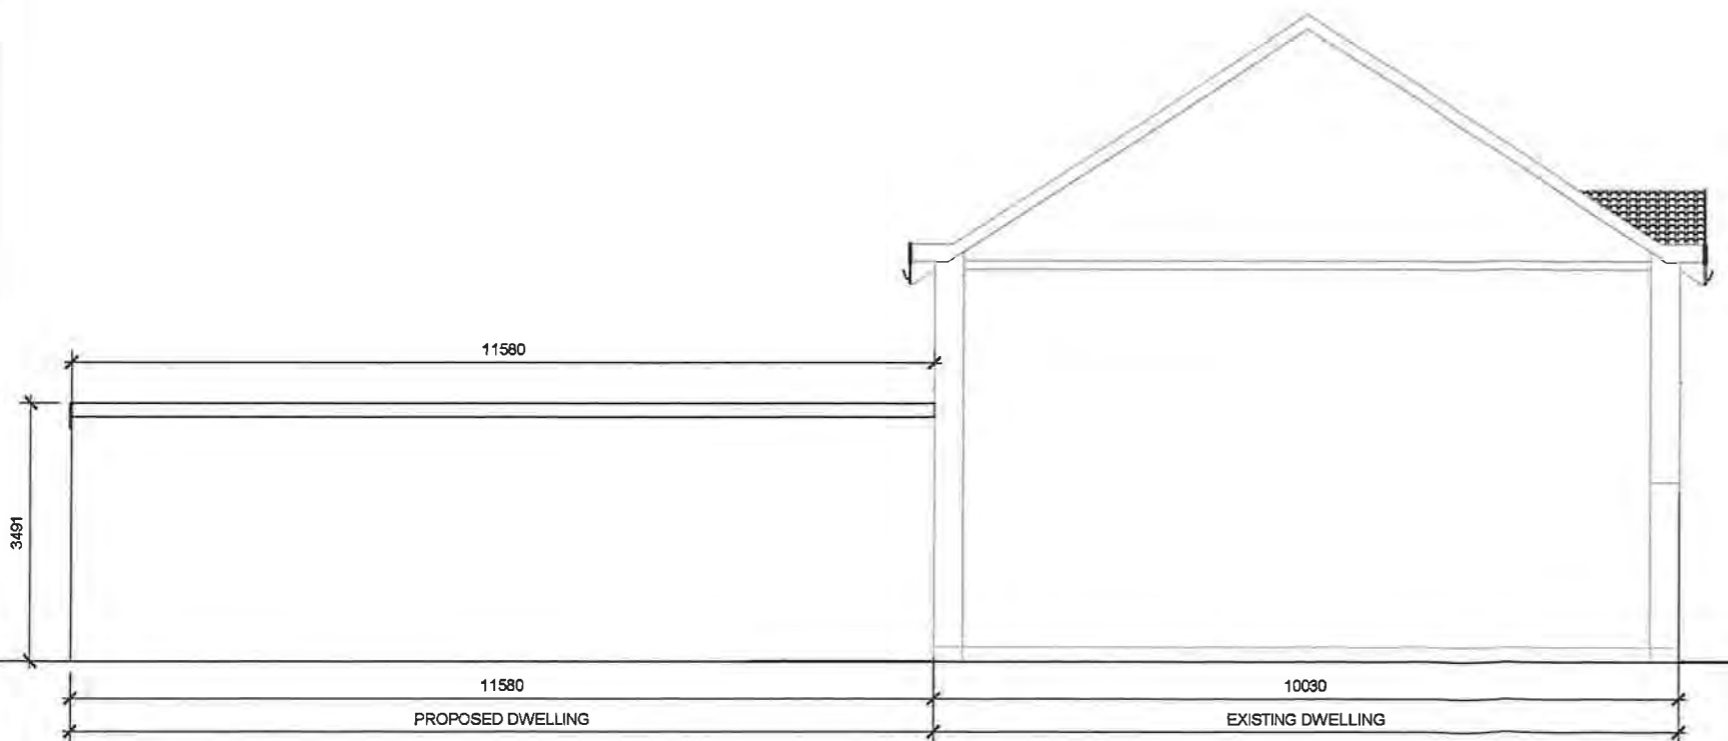 11580
3491
11580
10030
PROPOSED DWELLING
EXISTING DWELLING